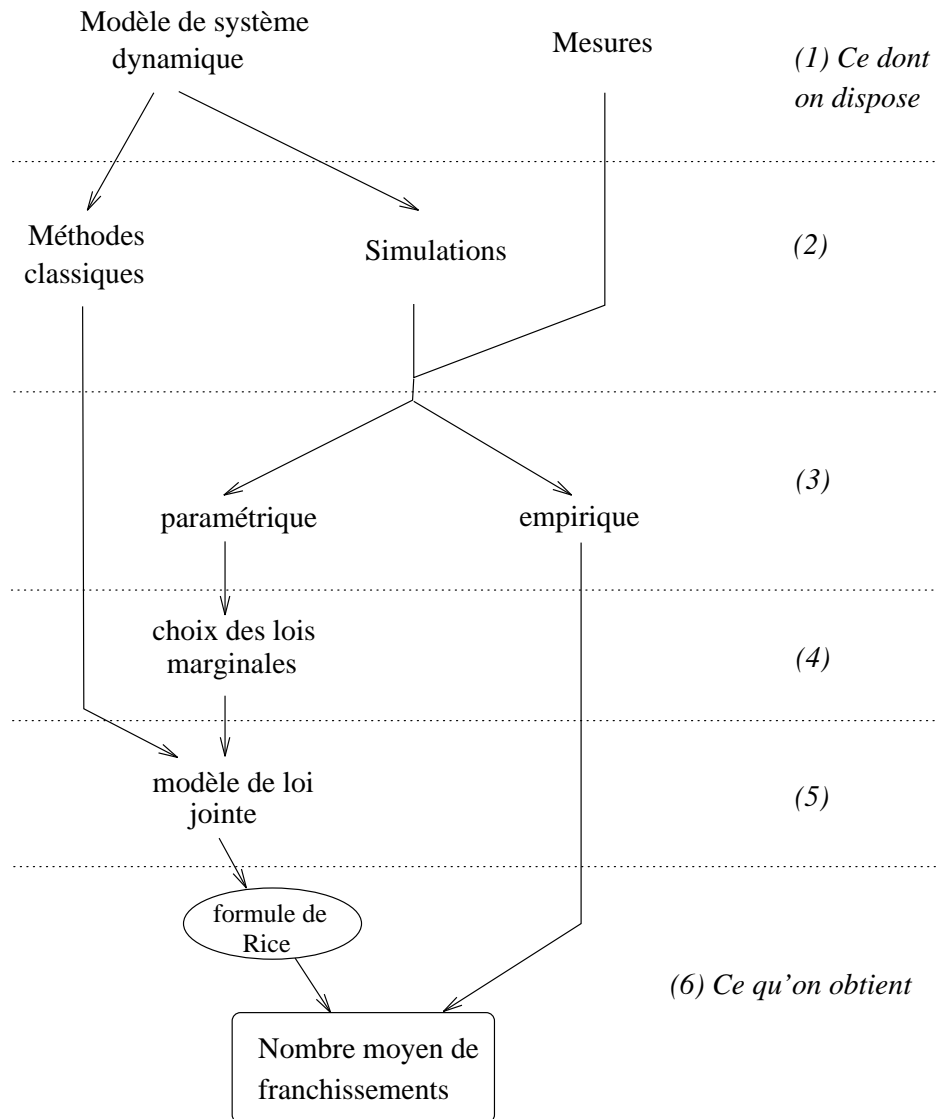 Modèle de système
dynamique
Mesures
(1) Ce dont
on dispose
Méthodes
classiques
Simulations
(2)
paramétrique
empirique
(3)
choix des lois
marginales
(4)
modèle de loi
jointe
(5)
formule de
Rice
(6) Ce qu'on obtient
Nombre moyen de
franchissements